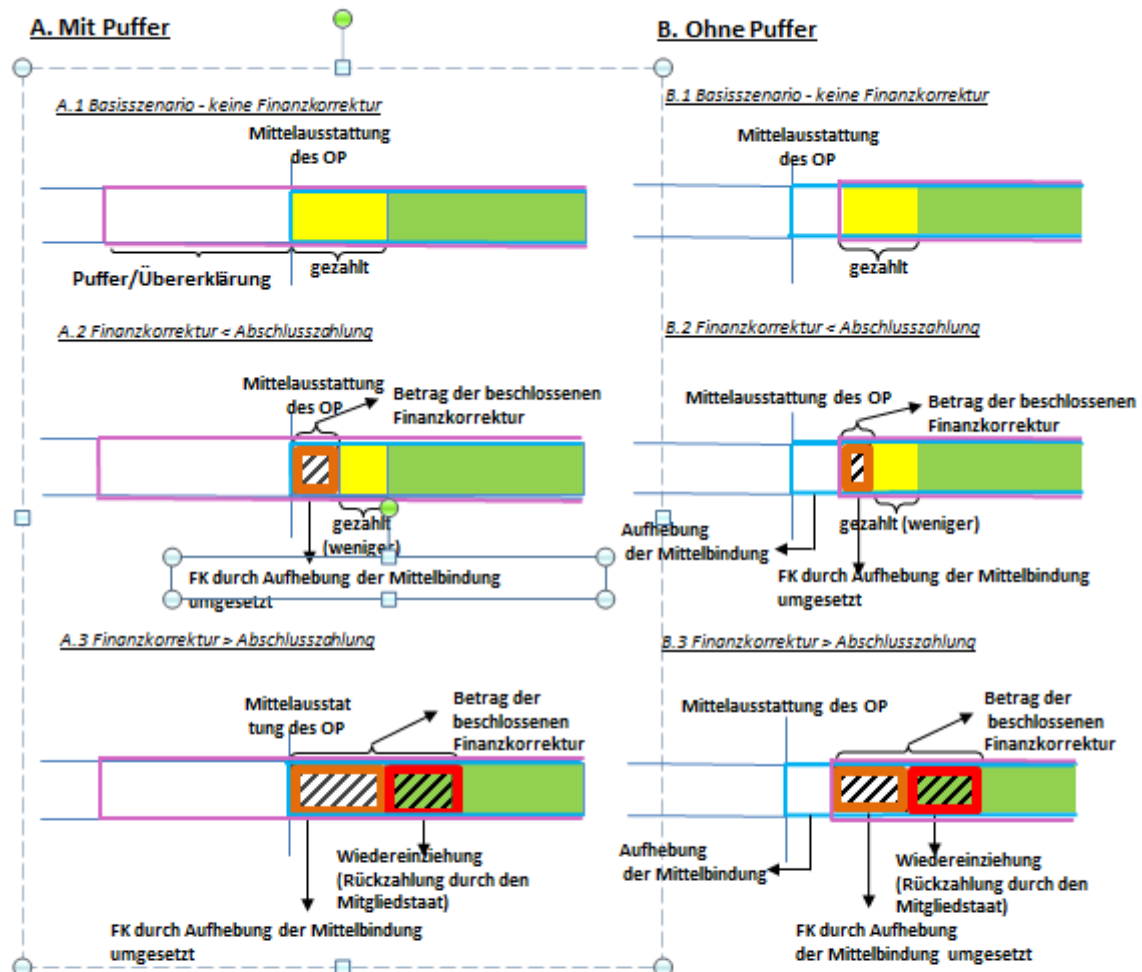 A. Mit Puffer
A.1 Basisszenario - keine Finanzkorrektur
Mittelausstattung
des OP
Puffer/Übererklärung
gezahlt
A.2 Finanzkorrektur < Abschlusszahlung
Mittelausstattung
des OP
Betrag der beschlossenen
Finanzkorrektur
gezahlt
(weniger)
FK durch Aufhebung der Mittelbindung
umgesetzt
A.3 Finanzkorrektur > Abschlusszahlung
Mittelausstat
tung des OP
Betrag der
beschlossenen
Finanzkorrektur
Wiedereinziehung
(Rückzahlung durch den
Mitgliedstaat)
FK durch Aufhebung der Mittelbindung
umgesetzt
B. Ohne Puffer
B.1 Basisszenario - keine Finanzkorrektur
Mittelausstattung
des OP
gezahlt
B.2 Finanzkorrektur < Abschlusszahlung
Mittelausstattung des OP
Betrag der beschlossenen
Finanzkorrektur
gezahlt (weniger)
Aufhebung
der Mittelbindung
FK durch Aufhebung der Mittelbindung
umgesetzt
B.3 Finanzkorrektur > Abschlusszahlung
Mittelausstattung des OP
Betrag der
beschlossenen
Finanzkorrektur
Aufhebung
der Mittelbindung
Wiedereinziehung
(Rückzahlung durch den
Mitgliedstaat)
FK durch Aufhebung
der Mittelbindung umgesetzt